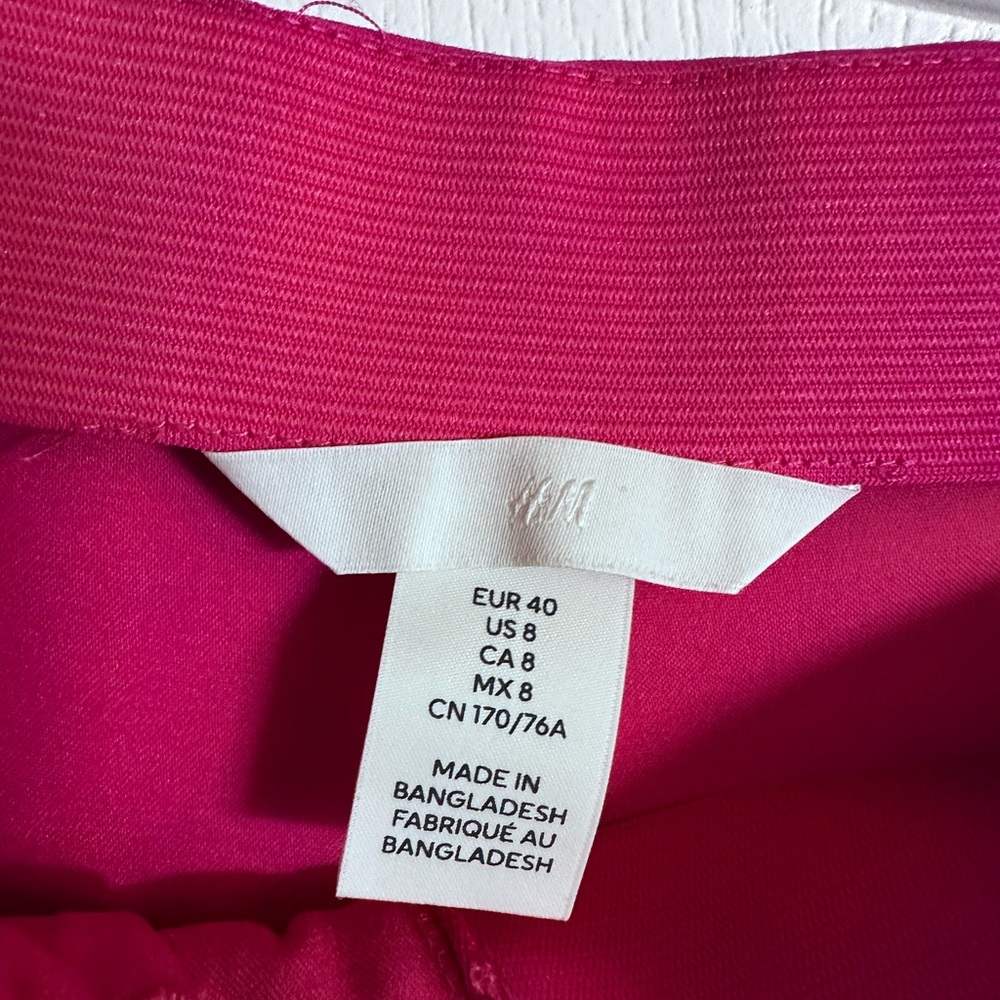 H&M
EUR 40
US 8
CA 8
MX 8
CN 170/76A
MADE IN
BANGLADESH
FABRIQUÉ AU
BANGLADESH